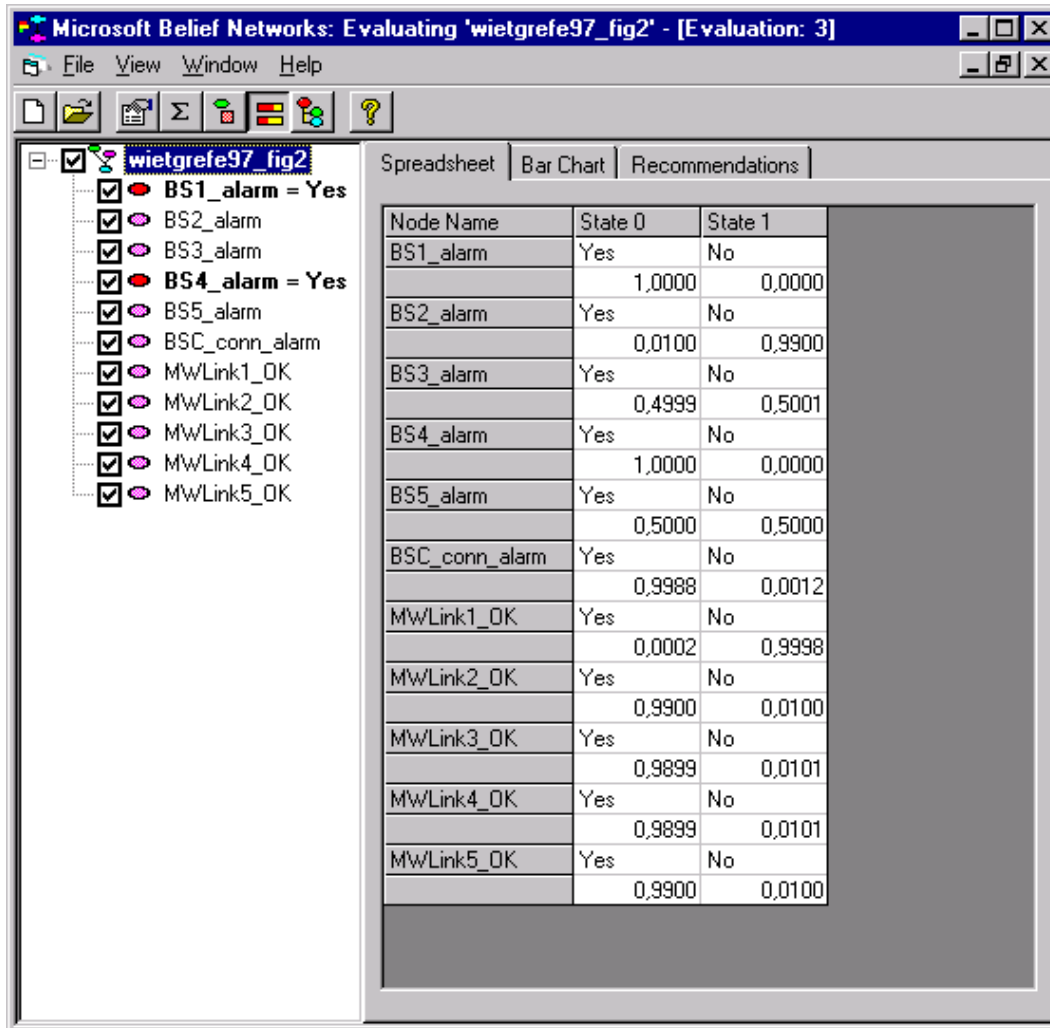 Microsoft Belief Networks: Evaluating 'wietgrefe97_fig2' - [Evaluation: 3]
File View Window Help
wietgrefe97_fig2
BS1_alarm = Yes
BS2_alarm
BS3_alarm
BS4_alarm = Yes
BS5_alarm
BSC_conn_alarm
MWLink1_OK
MWLink2_OK
MWLink3_OK
MWLink4_OK
MWLink5_OK
Spreadsheet Bar Chart Recommendations
Node Name State 0 State 1
BS1_alarm Yes No
1,0000 0,0000
BS2_alarm Yes No
0,0100 0,9900
BS3_alarm Yes No
0,4999 0,5001
BS4_alarm Yes No
1,0000 0,0000
BS5_alarm Yes No
0,5000 0,5000
BSC_conn_alarm Yes No
0,9988 0,0012
MWLink1_OK Yes No
0,0002 0,9998
MWLink2_OK Yes No
0,9900 0,0100
MWLink3_OK Yes No
0,9899 0,0101
MWLink4_OK Yes No
0,9899 0,0101
MWLink5_OK Yes No
0,9900 0,0100